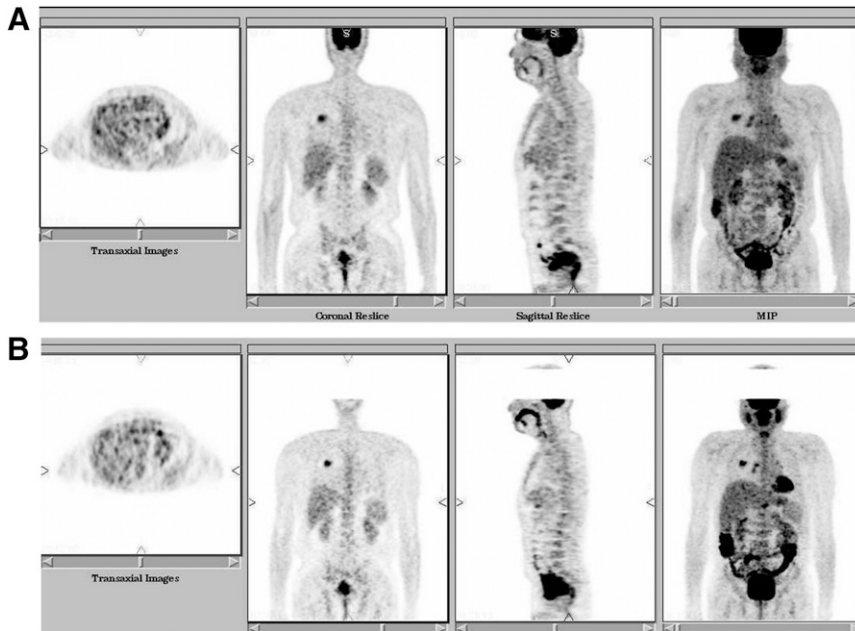 A
S
S
Transaxial Images
Coronal Reslice
Sagittal Reslice
MIP
B
Transaxial Images